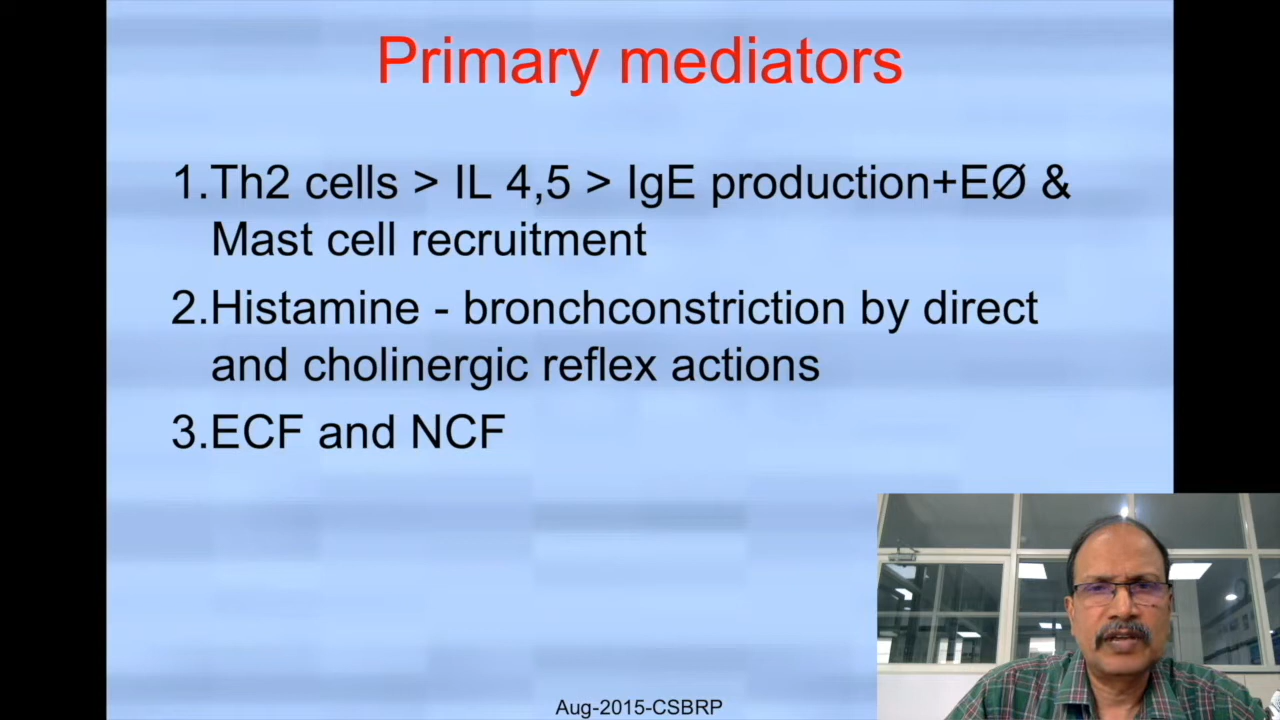 Primary mediators
1.Th2 cells > IL 4,5 > IgE production+EØ &
Mast cell recruitment
2.Histamine - bronchconstriction by direct
and cholinergic reflex actions
3.ECF and NCF
Aug-2015-CSBRP